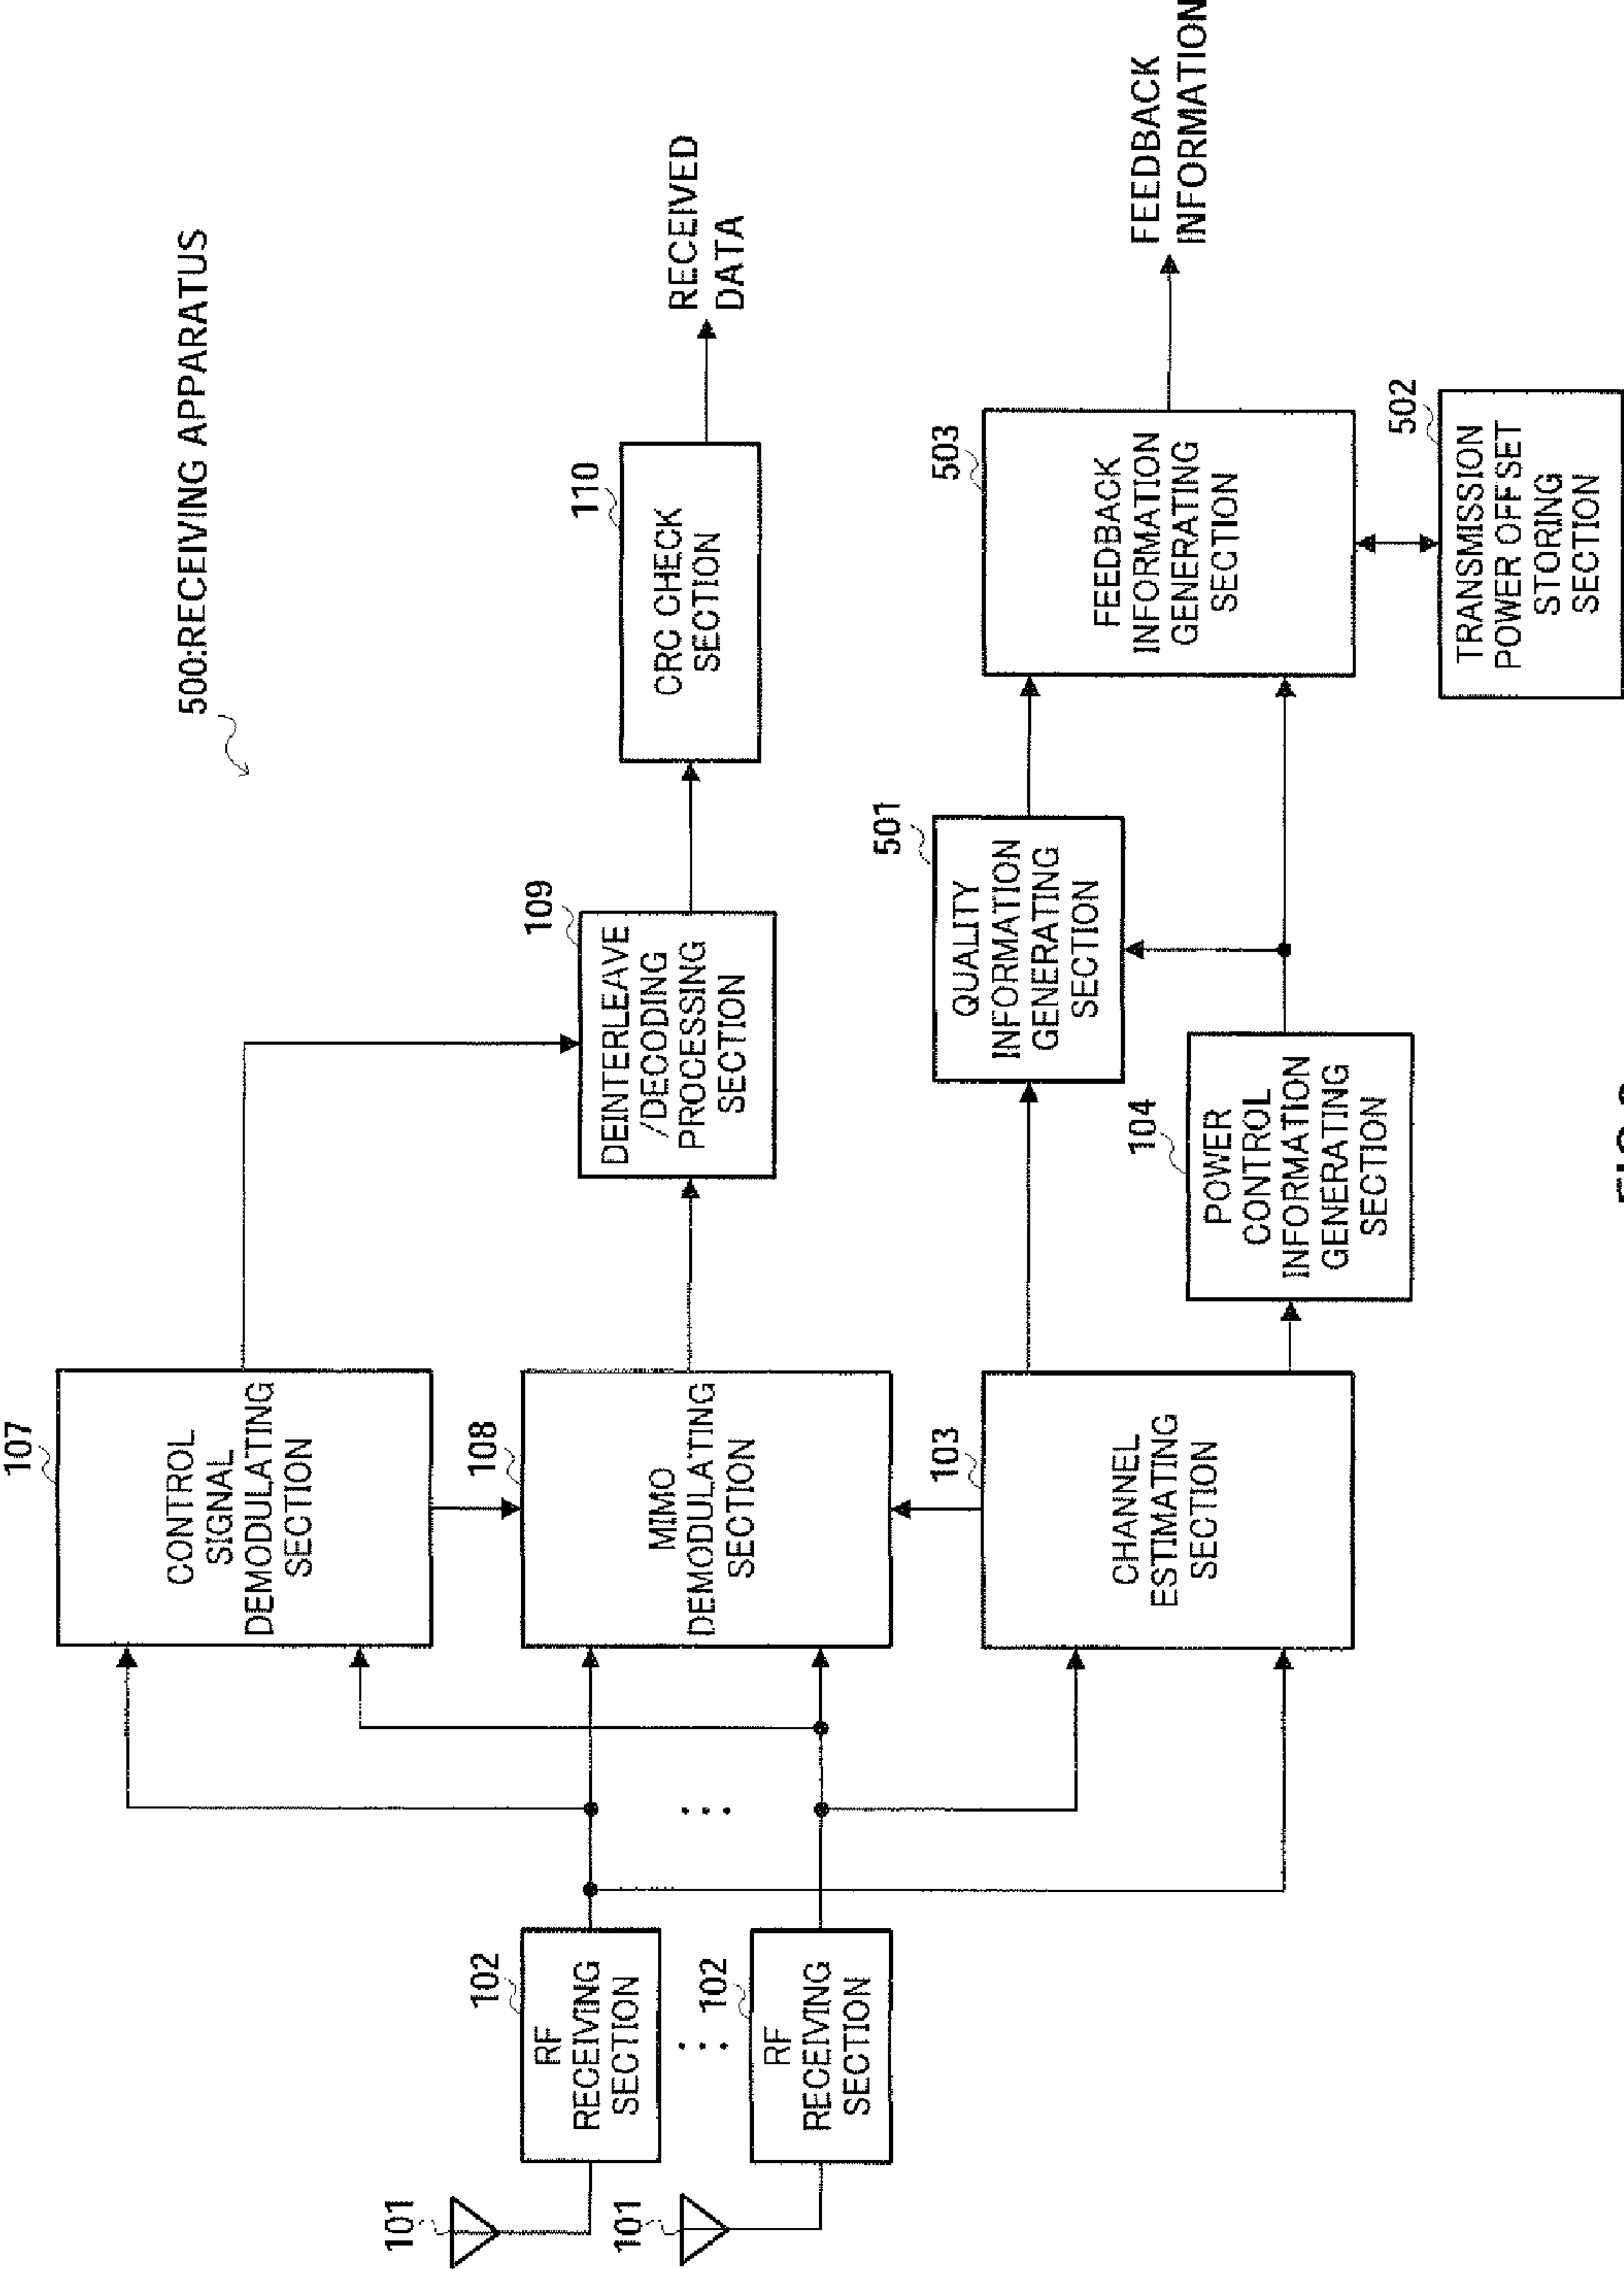 500:RECEIVING APPARATUS
107
CONTROL
SIGNAL
DEMODULATING
SECTION
101
102
RF
RECEIVING
SECTION
108
MIMO
DEMODULATING
SECTION
109
DEINTERLEAVE
/DECODING
PROCESSING
SECTION
110
CRC CHECK
SECTION
RECEIVED
DATA
101
102
RF
RECEIVING
SECTION
103
CHANNEL
ESTIMATING
SECTION
104
POWER
CONTROL
INFORMATION
GENERATING
SECTION
501
QUALITY
INFORMATION
GENERATING
SECTION
503
FEEDBACK
INFORMATION
GENERATING
SECTION
FEEDBACK
INFORMATION
502
TRANSMISSION
POWER OFFSET
STORING
SECTION